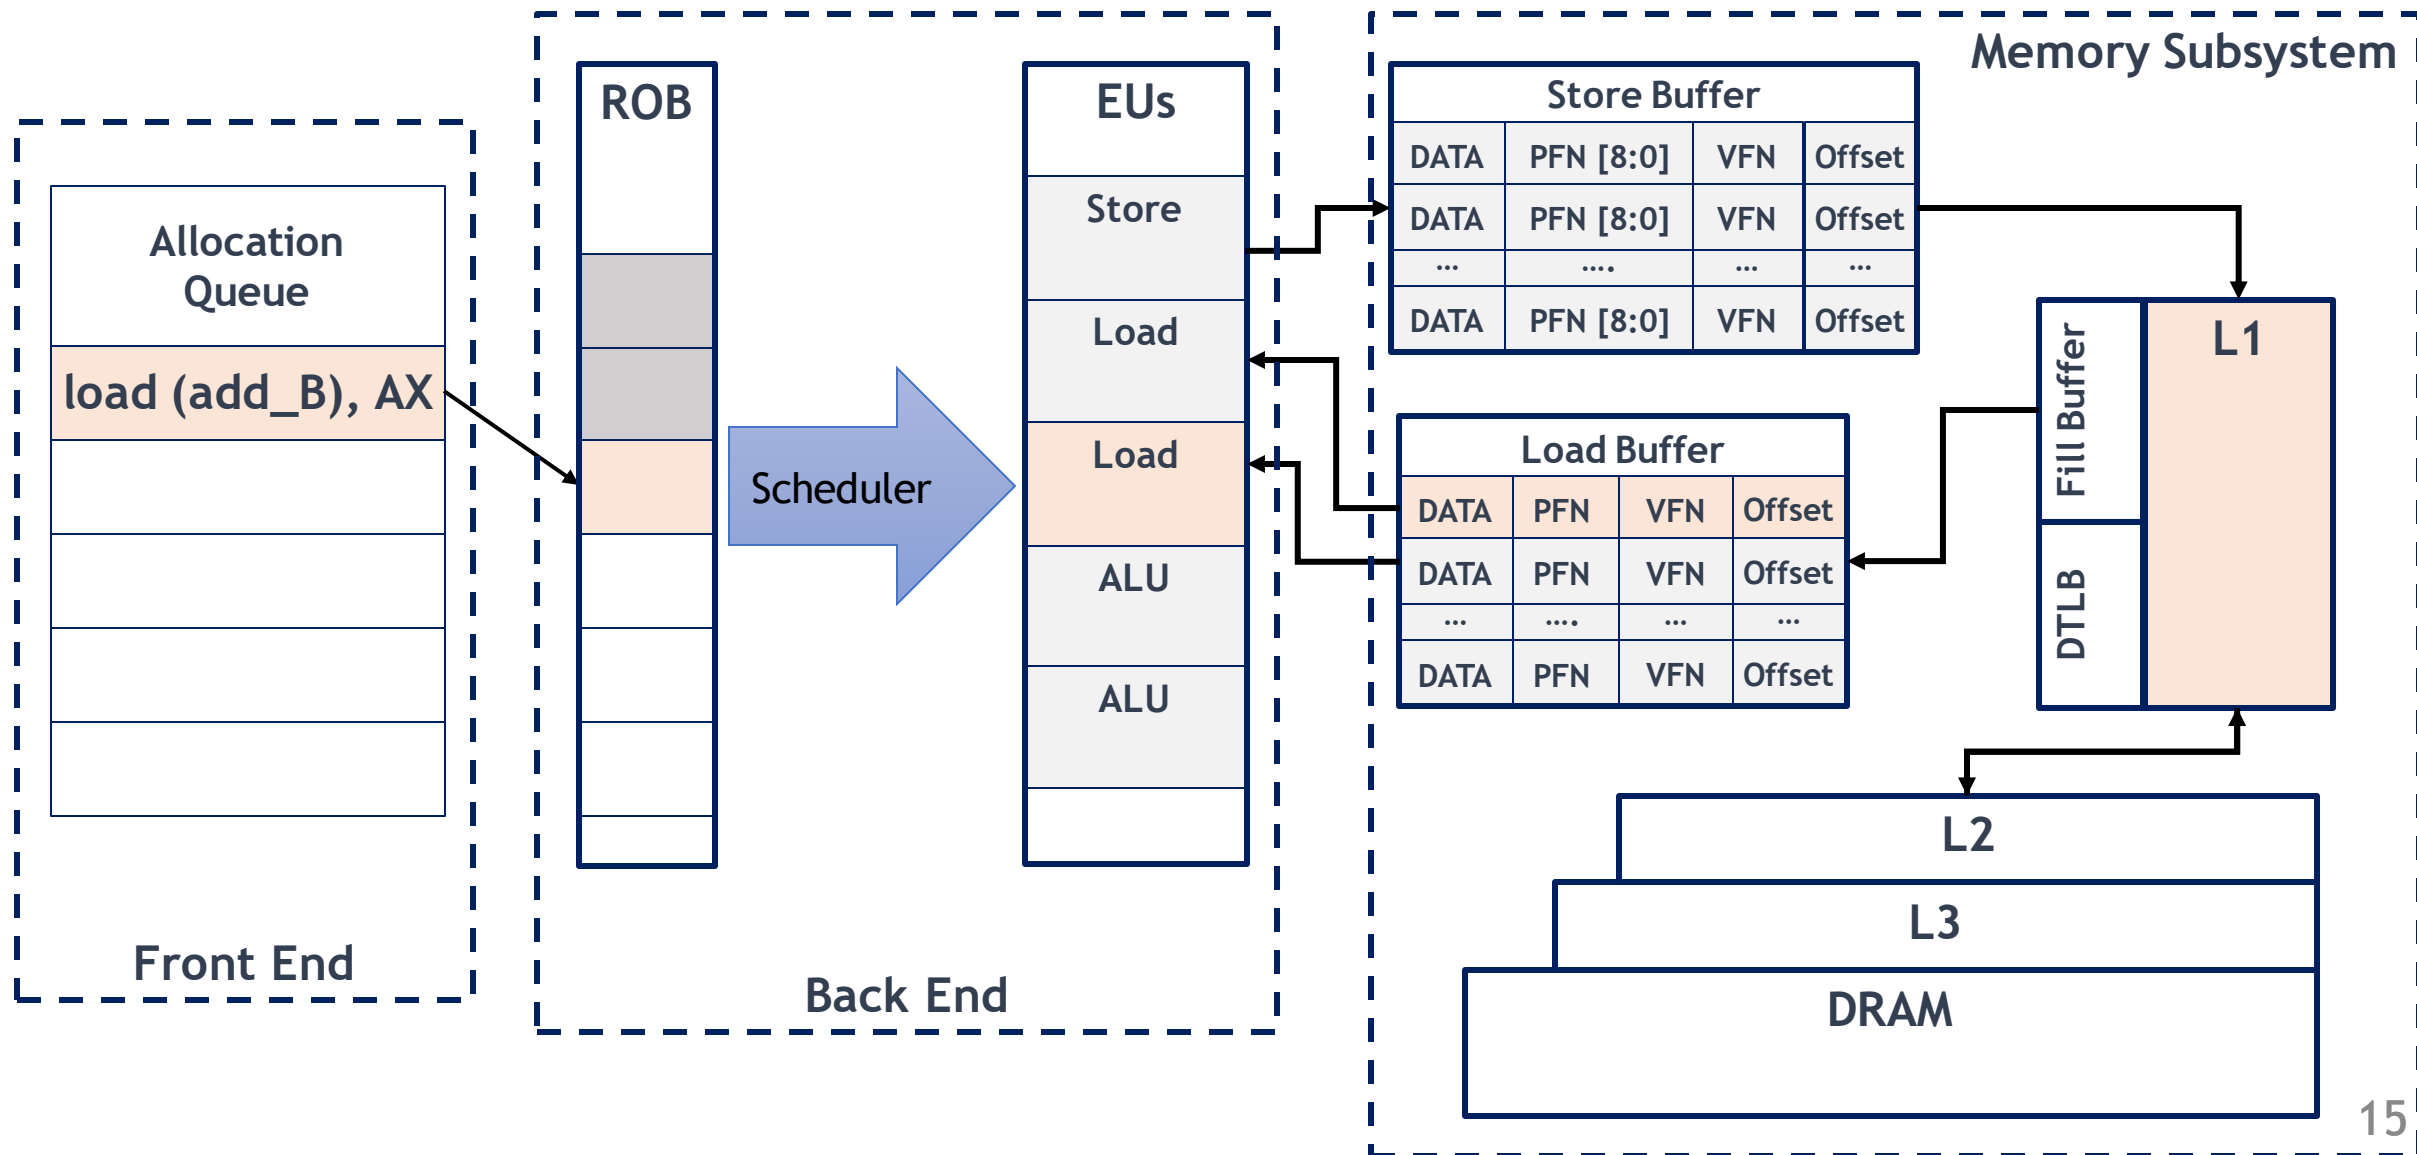 Memory Subsystem
Allocation
Queue
load (add_B), AX
Front End
ROB
Scheduler
EUs
Store
Load
Load
ALU
ALU
Back End
Store Buffer
DATA PFN [8:0] VFN Offset
DATA PFN [8:0] VFN Offset
... .... ... ...
DATA PFN [8:0] VFN Offset
Load Buffer
DATA PFN VFN Offset
DATA PFN VFN Offset
... .... ... ...
DATA PFN VFN Offset
Fill Buffer
DTLB
L1
L2
L3
DRAM
15